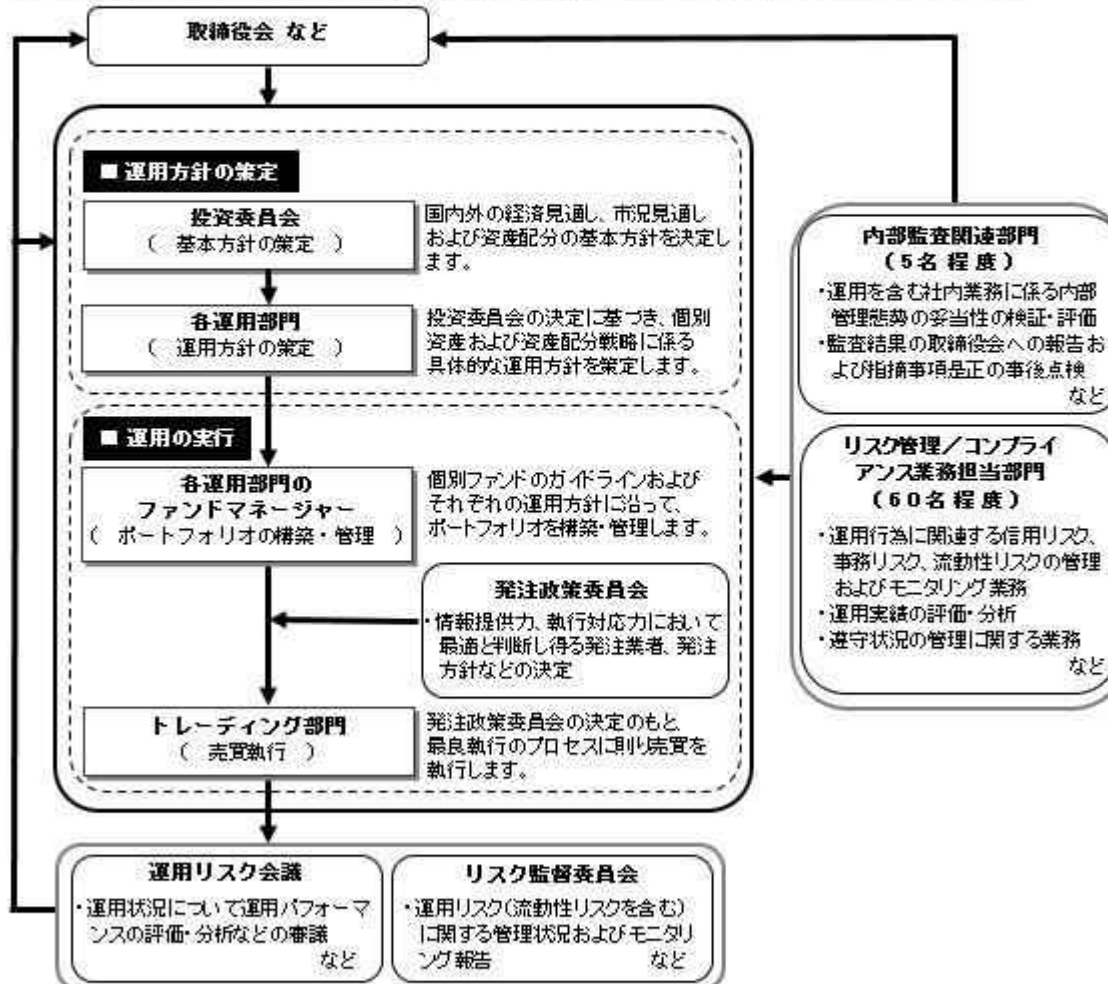 取締役会 など
■ 運用方針の策定
投資委員会
( 基本方針の策定 )
国内外の経済見通し、市況見通し
および資産配分の基本方針を決定し
ます。
各運用部門
( 運用方針の策定 )
投資委員会の決定に基づき、個別
資産および資産配分戦略に係る
具体的な運用方針を策定します。
■ 運用の実行
各運用部門の
ファンドマネージャー
( ポートフォリオの構築・管理 )
個別ファンドのガイドラインおよび
それぞれの運用方針に沿って、
ポートフォリオを構築・管理します。
発注政策委員会
・情報提供力、執行対応力において
最適と判断し得る発注業者、発注
方針などの決定
トレーディング部門
( 売買執行 )
発注政策委員会の決定のもと、
最良執行のプロセスに則り売買を
執行します。
内部監査関連部門
(5名程度)
・運用を含む社内業務に係る内部
管理態勢の妥当性の検証・評価
・監査結果の取締役会への報告お
よび指摘事項是正の事後点検
など
リスク管理/コンプライ
アンス業務担当部門
(60名程度)
・運用行為に関連する信用リスク、
事務リスク、流動性リスクの管理
およびモニタリング業務
・運用実績の評価・分析
・遵守状況の管理に関する業務
など
運用リスク会議
・運用状況について運用パフォーマ
ンスの評価・分析などの審議
など
リスク監督委員会
・運用リスク(流動性リスクを含む)
に関する管理状況およびモニタリ
ング報告 など